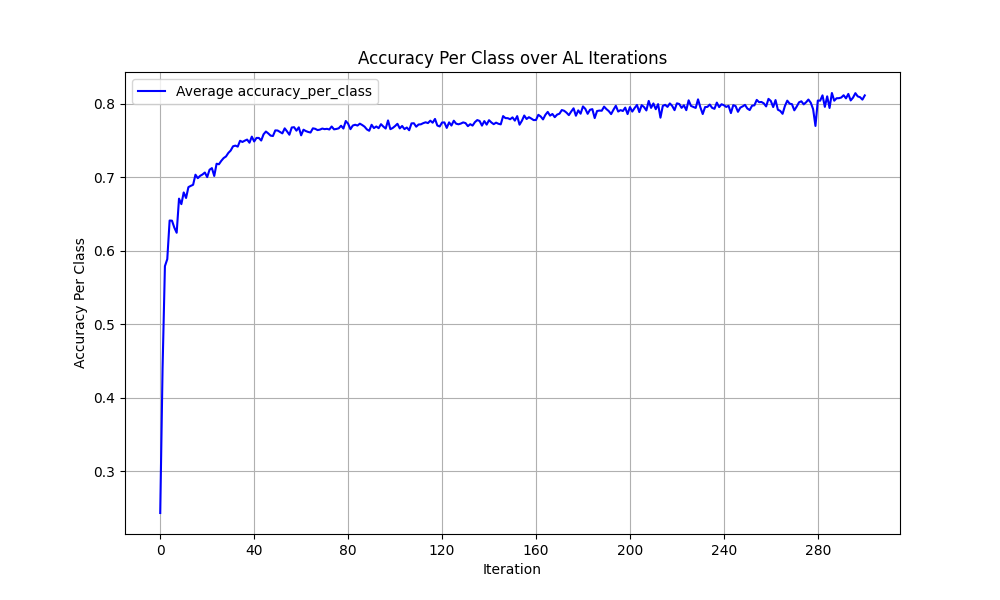 Accuracy Per Class over AL Iterations
Average accuracy_per_class
Accuracy Per Class
0.8
0.7
0.6
0.5
0.4
0.3
0 40 80 120 160 200 240 280
Iteration